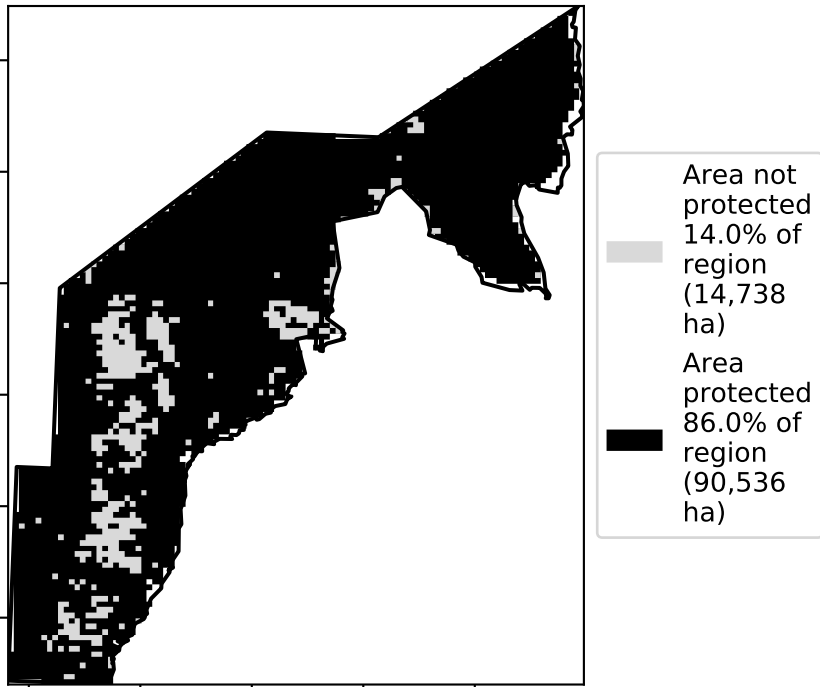 Area not
protected
14.0% of
region
(14,738
ha)
Area
protected
86.0% of
region
(90,536
ha)